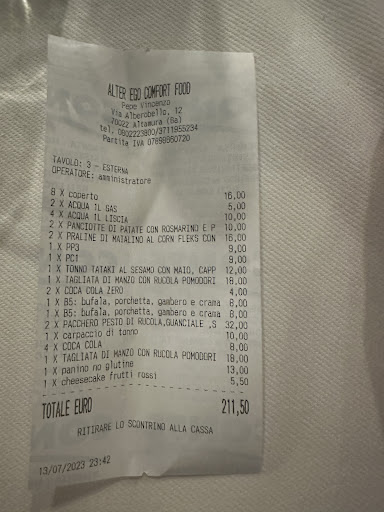 ALTER EGO COMFORT FOOD
Pepe Vincenzo
Via Alberobello, 12
70022 Altamura (Ba)
tel. 0802223800/3711955234
Partita IVA 07898660720
TAVOLO: 3 - ESTERNA
OPERATORE: amministratore
8 X coperto 16,00
2 X ACQUA 1L GAS 5,00
4 X ACQUA 1L LISCIA 10,00
2 X PANCIOTTE DI PATATE CON ROSMARINO E P 10,00
2 X PRALINE DI MAIALINO AL CORN FLEKS CON 16,00
1 X PP3 9,00
1 X PC1 9,00
1 X TONNO TATAKI AL SESAMO CON MAIO, CAPP 12,00
1 X TAGLIATA DI MANZO CON RUCOLA POMODORI 18,00
2 X COCA COLA ZERO 4,00
1 X B5: bufala, porchetta, gambero e crama 8,00
1 X B5: bufala, porchetta, gambero e crama 8,00
2 X PACCHERO PESTO DI RUCOLA,GUANCIALE ,S 32,00
1 X carpaccio di tonno 10,00
4 X COCA COLA 8,00
1 X TAGLIATA DI MANZO CON RUCOLA POMODORI 18,00
1 X panino no glutine 13,00
1 X cheesecake frutti rossi 5,50
TOTALE EURO 211,50
RITIRARE LO SCONTRINO ALLA CASSA
13/07/2023 23:42